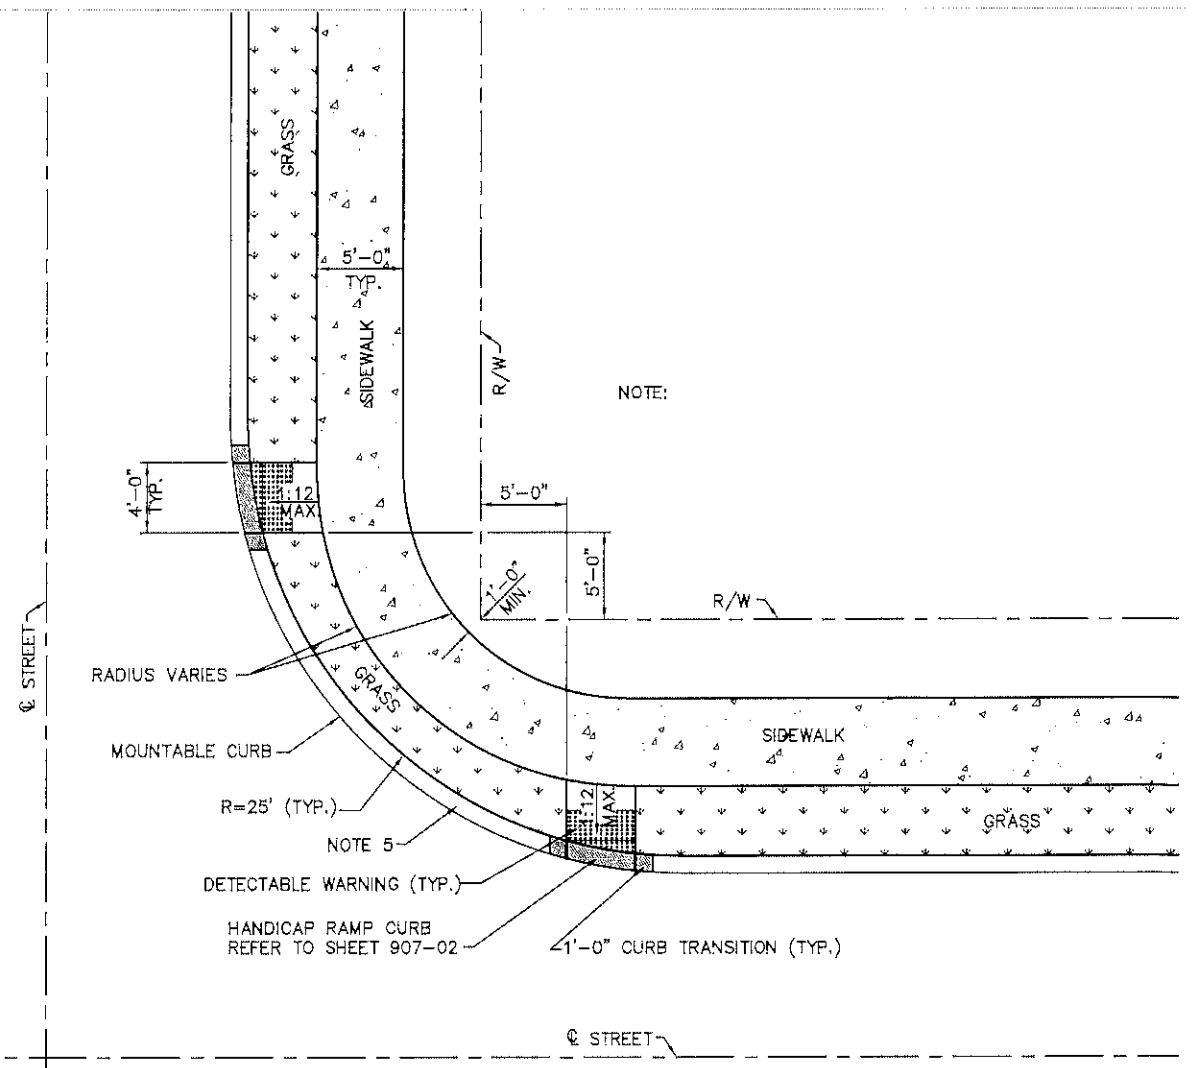 GRASS
5'-0"
TYP.
SIDEWALK
R/W
NOTE:
4'-0"
TYP.
1:12
MAX.
5'-0"
5'-0"
1'-0"
MIN.
R/W
℄ STREET
RADIUS VARIES
GRASS
MOUNTABLE CURB
SIDEWALK
R=25' (TYP.)
1:12
MAX.
GRASS
NOTE 5
DETECTABLE WARNING (TYP.)
HANDICAP RAMP CURB
REFER TO SHEET 907-02
1'-0" CURB TRANSITION (TYP.)
℄ STREET